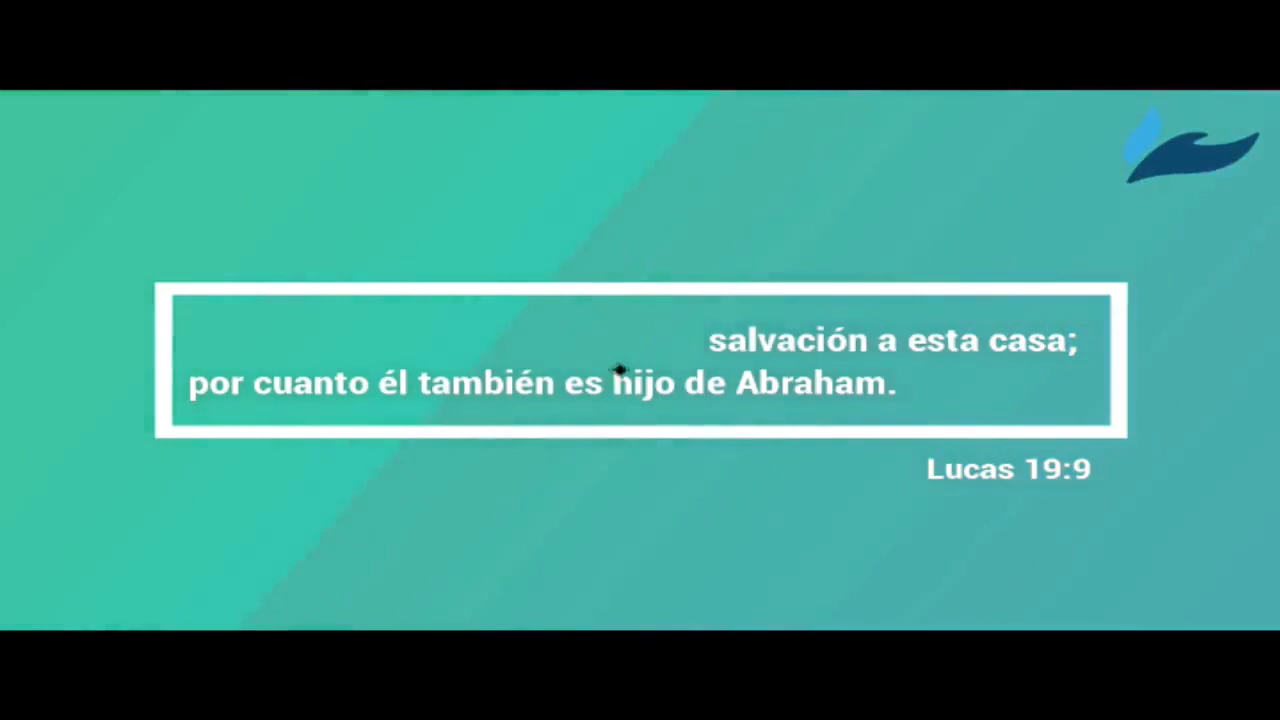 salvación a esta casa;
por cuanto él también es hijo de Abraham.
Lucas 19:9